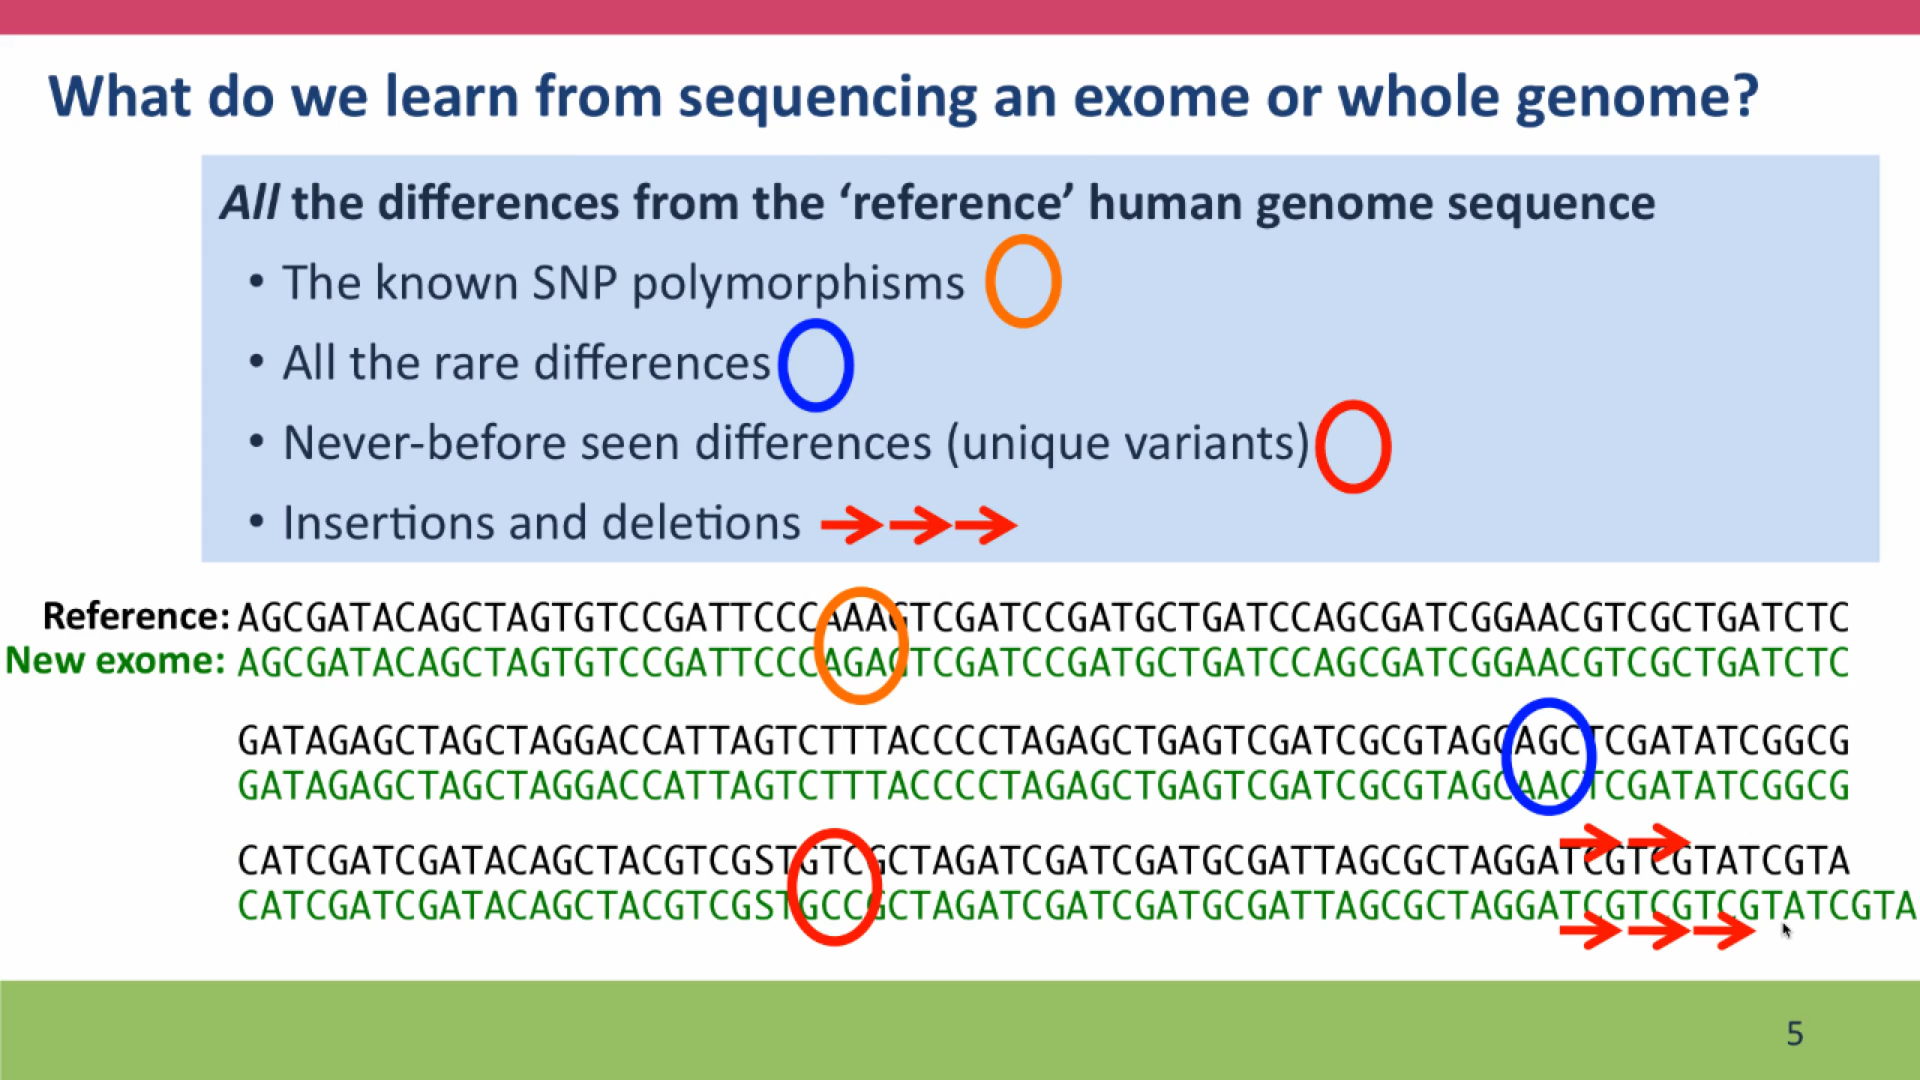 What do we learn from sequencing an exome or whole genome?
All the differences from the ‘reference’ human genome sequence
• The known SNP polymorphisms
• All the rare differences
• Never-before seen differences (unique variants)
• Insertions and deletions
Reference: AGCGATACAGCTAGTGTCCGATTCCCAAAGTCGATCCGATGCTGATCCAGCGATCGGAACGTCGCTGATCTC
New exome: AGCGATACAGCTAGTGTCCGATTCCCAGAGTCGATCCGATGCTGATCCAGCGATCGGAACGTCGCTGATCTC
GATAGAGCTAGCTAGGACCATTAGTCTTTACCCCTAGAGCTGAGTCGATCGCGTAGCAGCTCGATATCGGCG
GATAGAGCTAGCTAGGACCATTAGTCTTTACCCCTAGAGCTGAGTCGATCGCGTAGCAACTCGATATCGGCG
CATCGATCGATACAGCTACGTCGSTGTCGCTAGATCGATCGATGCGATTAGCGCTAGGATCGTCGTATCGTA
CATCGATCGATACAGCTACGTCGSTGCCGCTAGATCGATCGATGCGATTAGCGCTAGGATCGTCGTCGTATCGTA
5